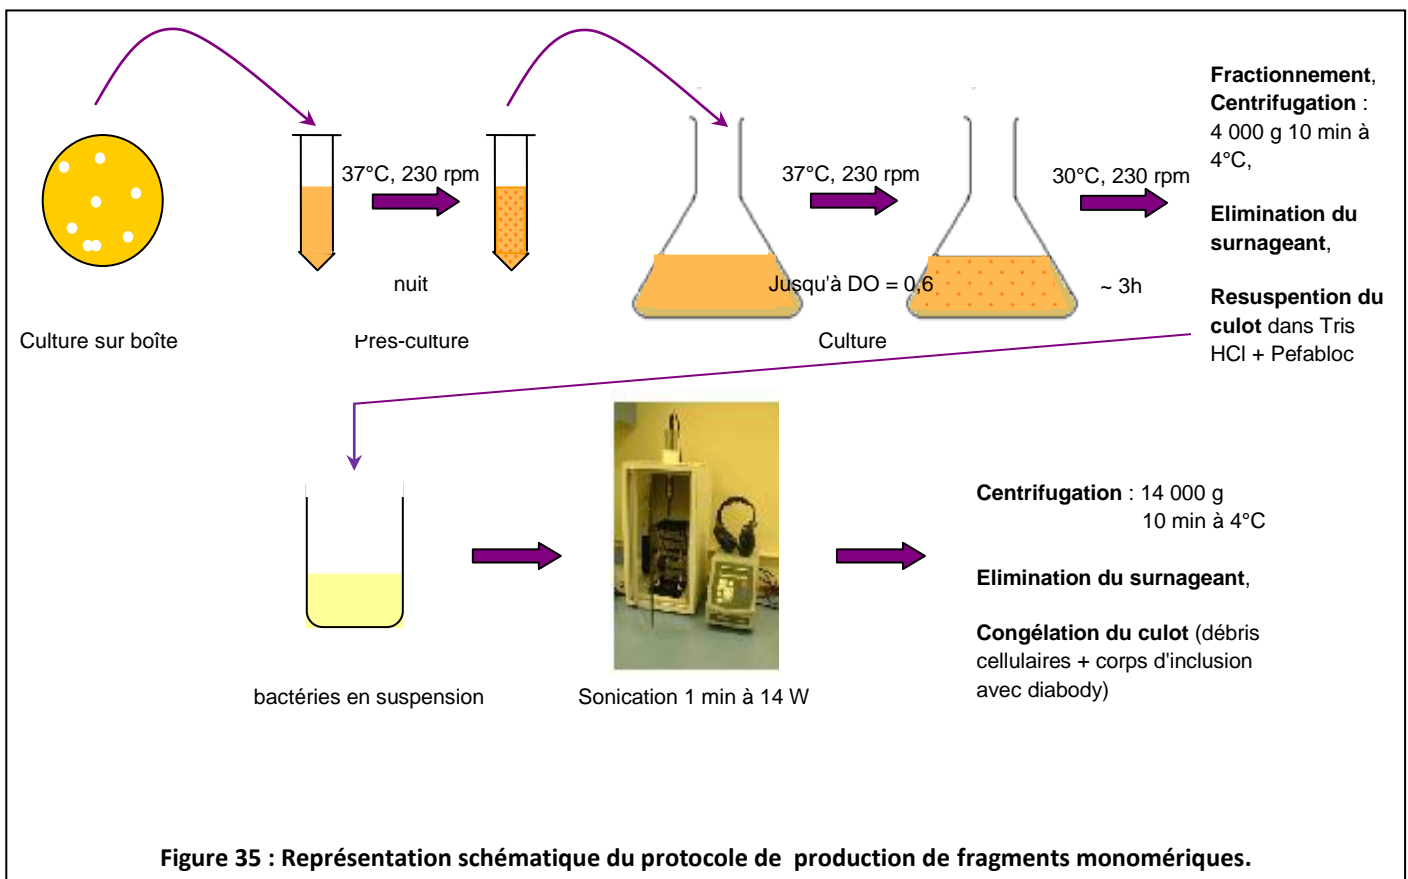 Fractionnement,
Centrifugation :
4 000 g 10 min à
4°C,
Elimination du
surnageant,
Resuspention du
culot dans Tris
HCl + Pefabloc
37°C, 230 rpm
37°C, 230 rpm
30°C, 230 rpm
nuit
Jusqu'à DO = 0,6
~ 3h
Culture sur boîte
Pres-culture
Culture
Centrifugation : 14 000 g
10 min à 4°C
Elimination du surnageant,
Congélation du culot (débris
cellulaires + corps d'inclusion
avec diabody)
bactéries en suspension
Sonication 1 min à 14 W
Figure 35 : Représentation schématique du protocole de production de fragments monomériques.